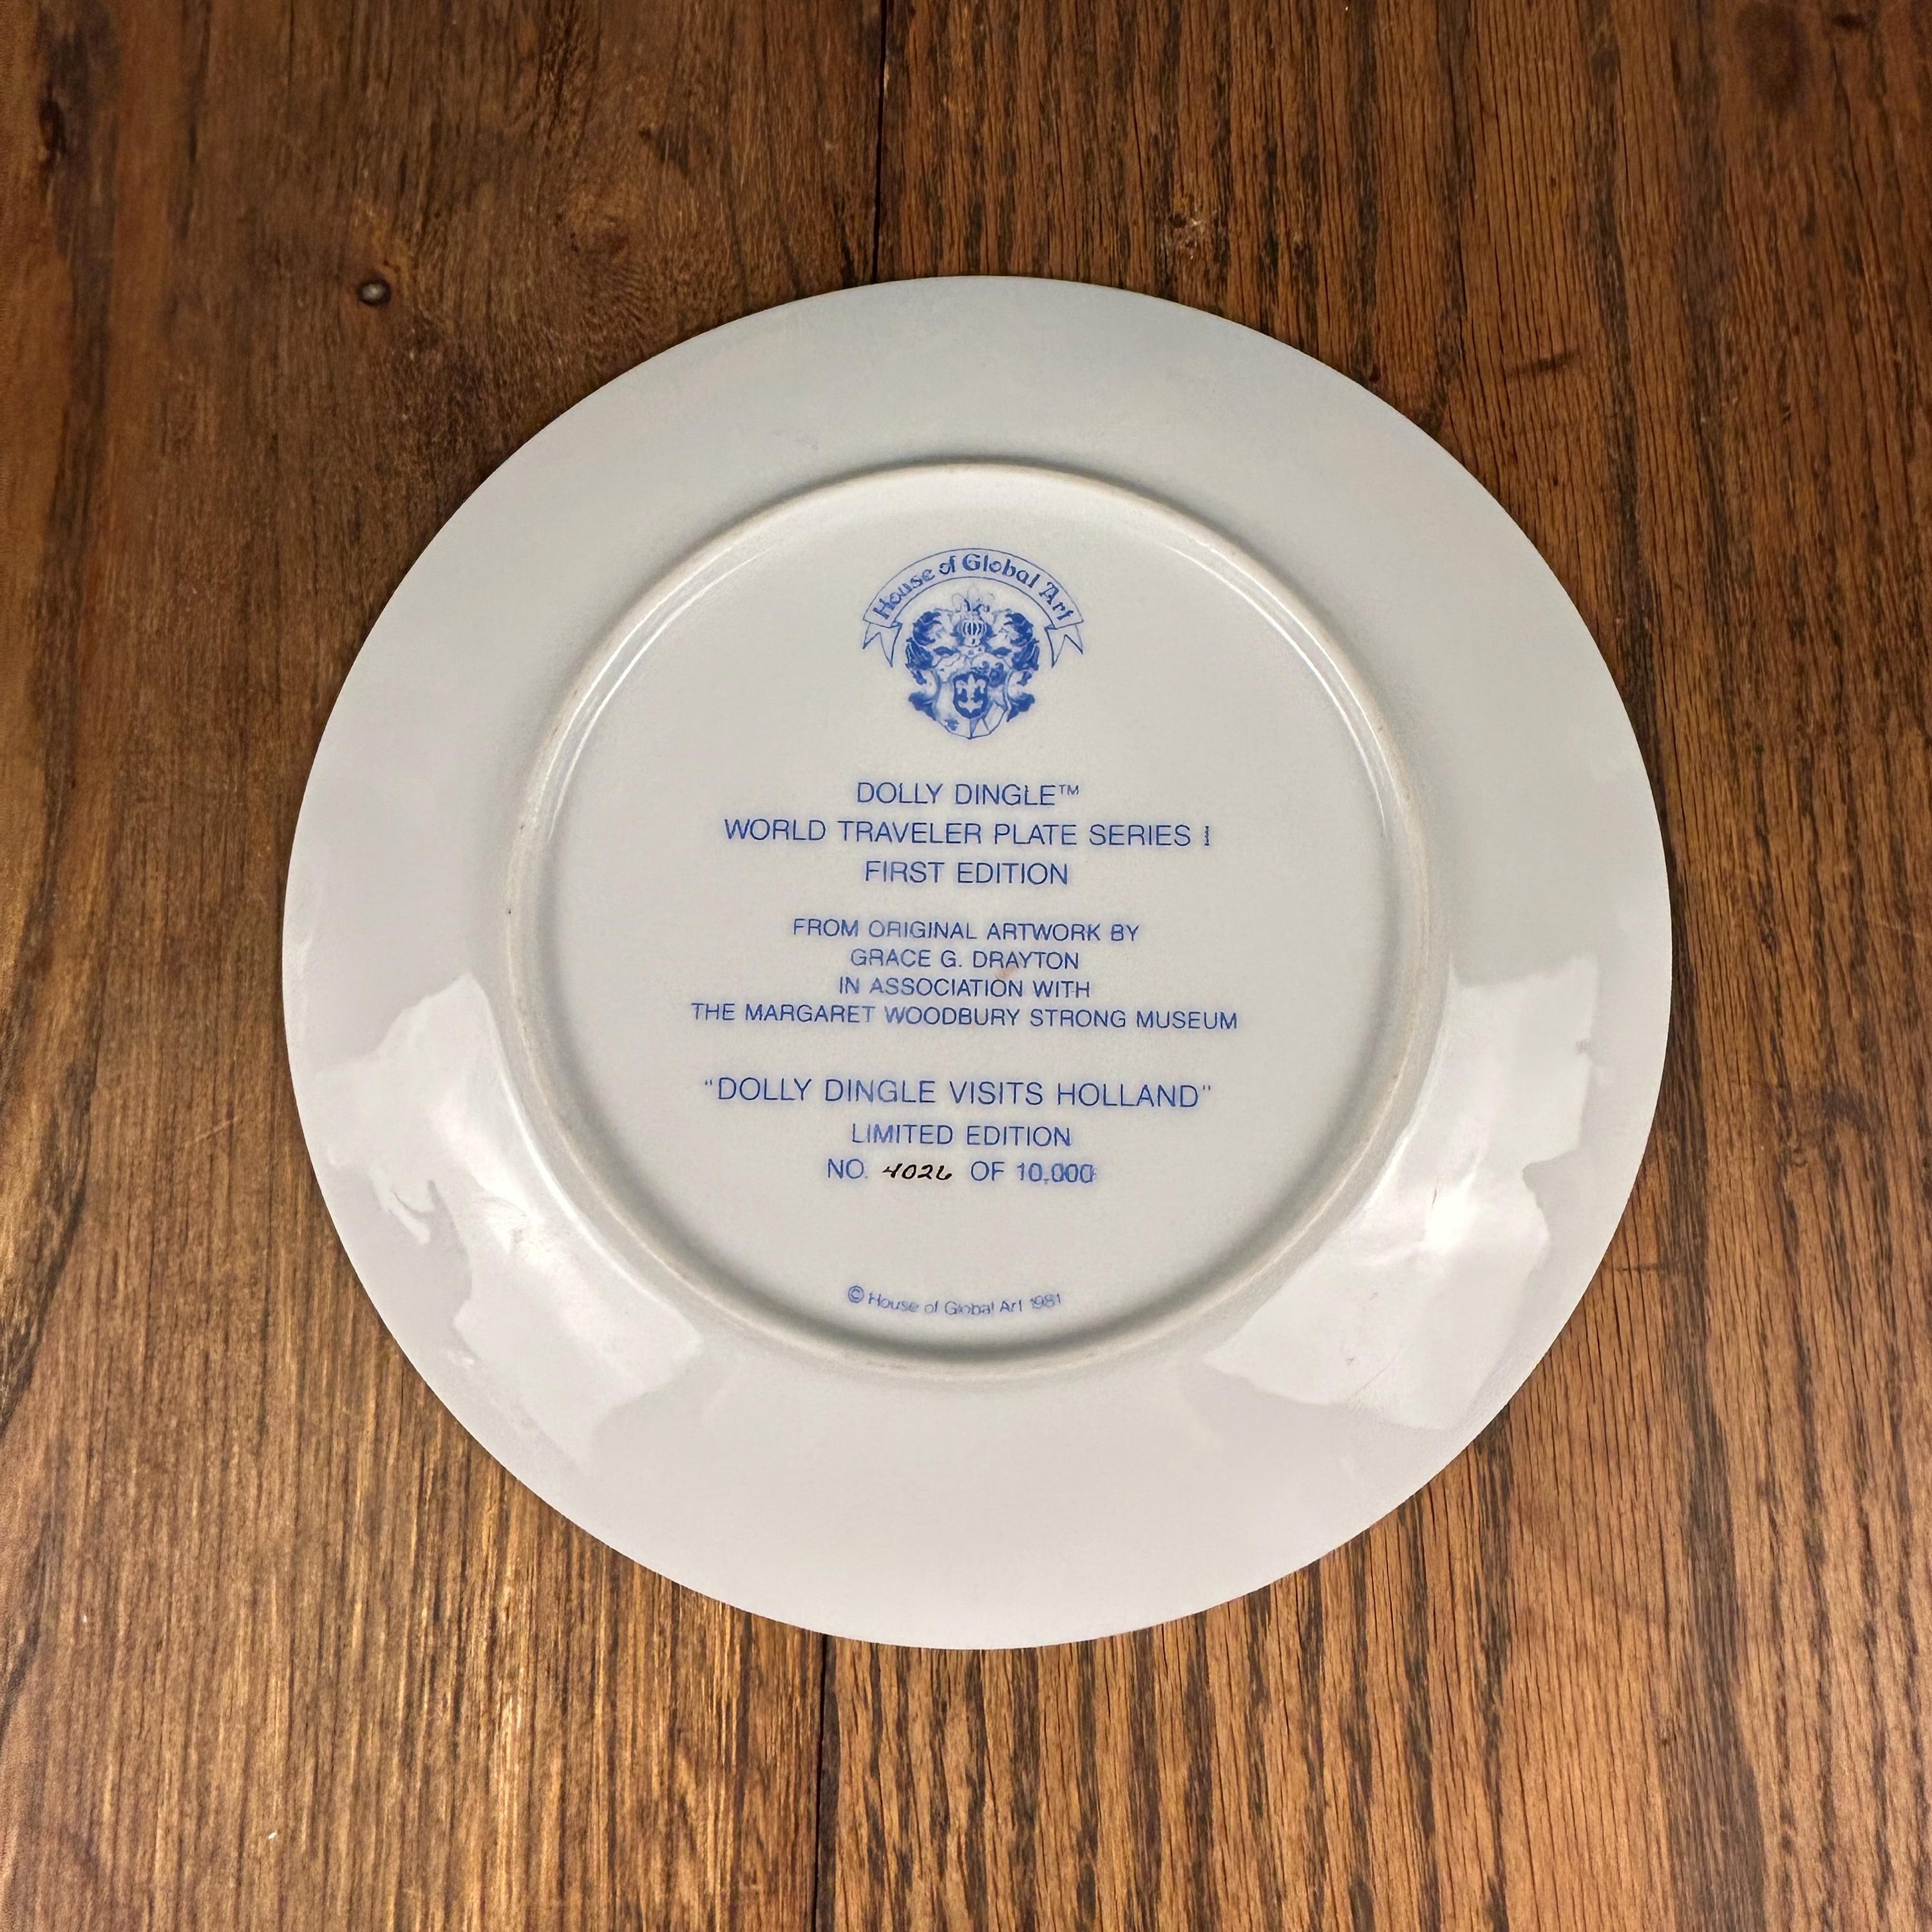 House of Global Art
DOLLY DINGLE™
WORLD TRAVELER PLATE SERIES I
FIRST EDITION
FROM ORIGINAL ARTWORK BY
GRACE G. DRAYTON
IN ASSOCIATION WITH
THE MARGARET WOODBURY STRONG MUSEUM
"DOLLY DINGLE VISITS HOLLAND"
LIMITED EDITION
NO. 4026 OF 10,000
© House of Global Art 1981